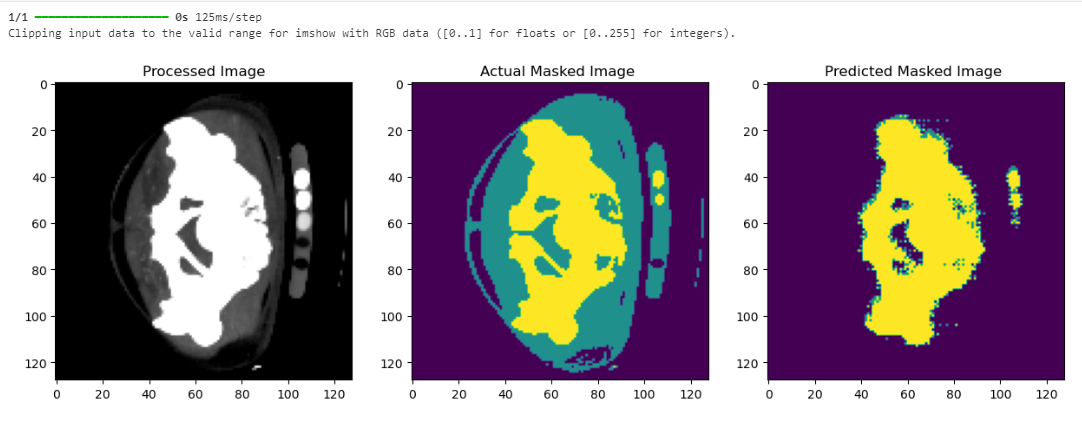 1/1 ━━━━━━━━━━━━━━━━━━━━ 0s 125ms/step
Clipping input data to the valid range for imshow with RGB data ([0..1] for floats or [0..255] for integers).
Processed Image
Actual Masked Image
Predicted Masked Image
0
20
40
60
80
100
120
0 20 40 60 80 100 120
0
20
40
60
80
100
120
0 20 40 60 80 100 120
0
20
40
60
80
100
120
0 20 40 60 80 100 120